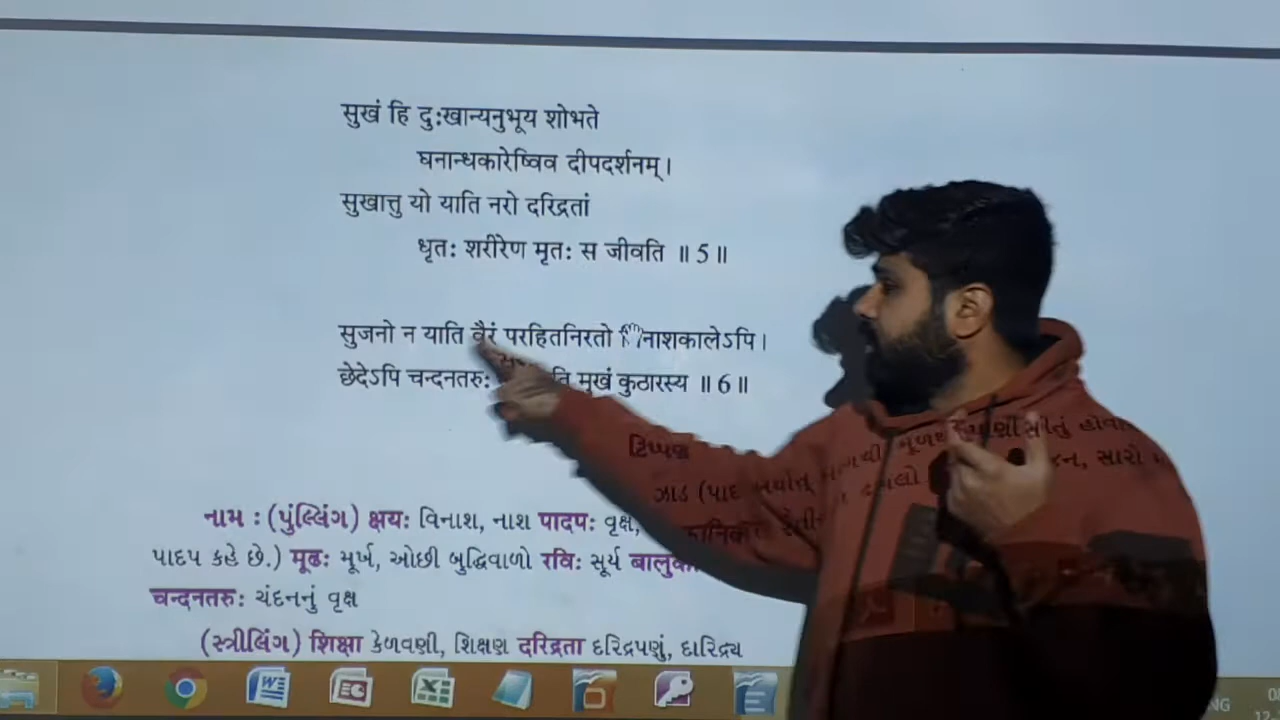 सुखं हि दुःखान्यनुभूय शोभते
घनान्धकारेष्विव दीपदर्शनम् ।
सुखात्तु यो याति नरो दरिद्रतां
धृतः शरीरेण मृतः स जीवति ॥ 5 ॥
सुजनो न याति वैरं परहितनिरतो िनाशकालेऽपि ।
छेदेऽपि चन्दनतरुः ति मुखं कुठारस्य ॥ 6 ॥
ટિપ્પણ
ઝાડ (પાદ
નામ : (પુંલ્લિંગ) क्षयः વિનાશ, નાશ पादपः વૃક્ષ,
પાદપ કહે છે.) मूढः મૂર્ખ, ઓછી બુદ્ધિવાળો रविः સૂર્ય
चन्दनतरुः ચંદનનું વૃક્ષ
(સ્ત્રીલિંગ) शिक्षा કેળવણી, શિક્ષણ दरिद्रता દરિદ્રપણું, દારિદ્રય